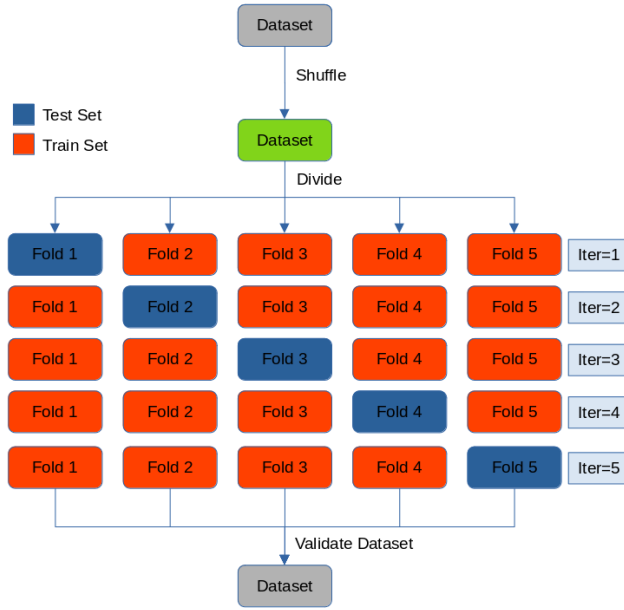 Dataset
Shuffle
Test Set
Train Set
Dataset
Divide
Fold 1 Fold 2 Fold 3 Fold 4 Fold 5 Iter=1
Fold 1 Fold 2 Fold 3 Fold 4 Fold 5 Iter=2
Fold 1 Fold 2 Fold 3 Fold 4 Fold 5 Iter=3
Fold 1 Fold 2 Fold 3 Fold 4 Fold 5 Iter=4
Fold 1 Fold 2 Fold 3 Fold 4 Fold 5 Iter=5
Validate Dataset
Dataset